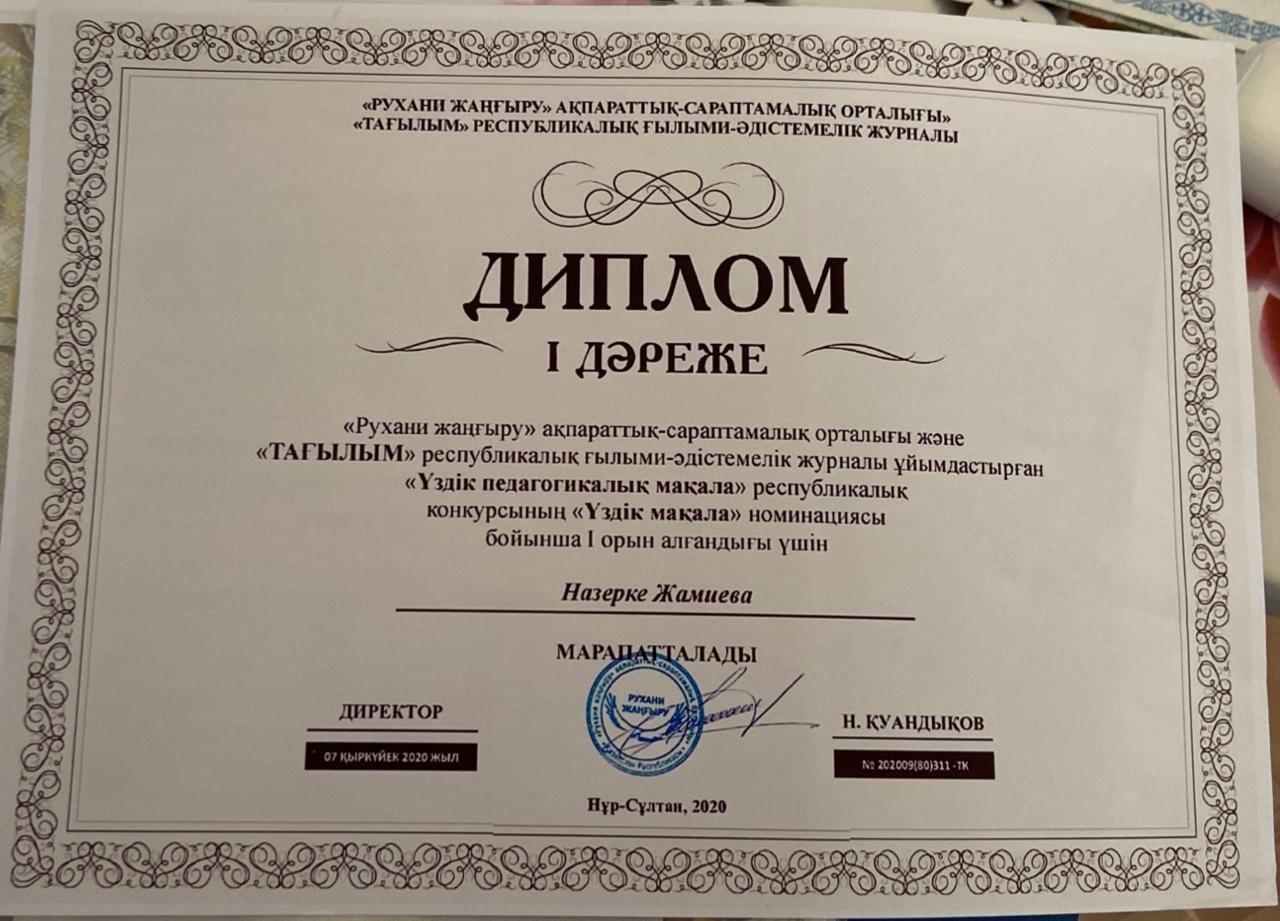 «РУХАНИ ЖАҢҒЫРУ» АҚПАРАТТЫҚ-САРАПТАМАЛЫҚ ОРТАЛЫҒЫ»
«ТАҒЫЛЫМ» РЕСПУБЛИКАЛЫҚ ҒЫЛЫМИ-ӘДІСТЕМЕЛІК ЖУРНАЛЫ
ДИПЛОМ
І ДӘРЕЖЕ
«Рухани жаңғыру» ақпараттық-сараптамалық орталығы және
«ТАҒЫЛЫМ» республикалық ғылыми-әдістемелік журналы ұйымдастырған
«Үздік педагогикалық мақала» республикалық
конкурсының «Үздік мақала» номинациясы
бойынша І орын алғандығы үшін
Назерке Жамиева
МАРАПАТТАЛАДЫ
РУХАНИ
ЖАҢҒЫРУ
ДИРЕКТОР
Н. ҚУАНДЫҚОВ
07 ҚЫРКҮЙЕК 2020 ЖЫЛ
№ 202009(80)311 -ТК
Нұр-Сұлтан, 2020